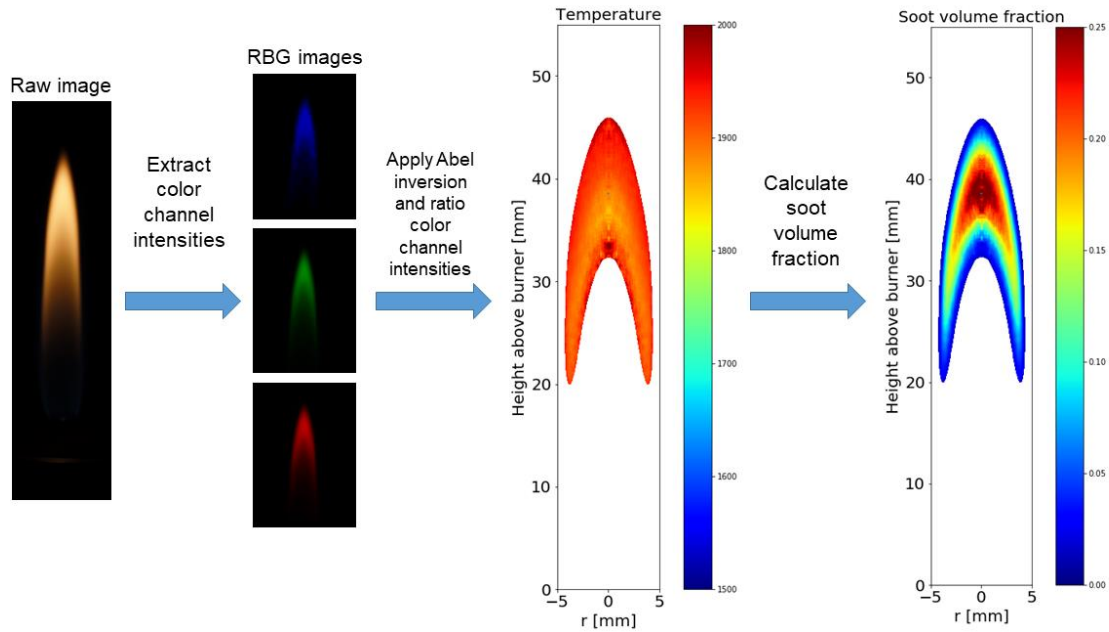 Raw image
Extract
color
channel
intensities
RBG images
Apply Abel
inversion
and ratio
color
channel
intensities
Temperature
Height above burner [mm]
50
40
30
20
10
0
-5
0
5
r [mm]
2000
1900
1800
1700
1600
1500
Calculate
soot
volume
fraction
Soot volume fraction
Height above burner [mm]
50
40
30
20
10
0
-5
0
5
r [mm]
0.25
0.20
0.15
0.10
0.05
0.00